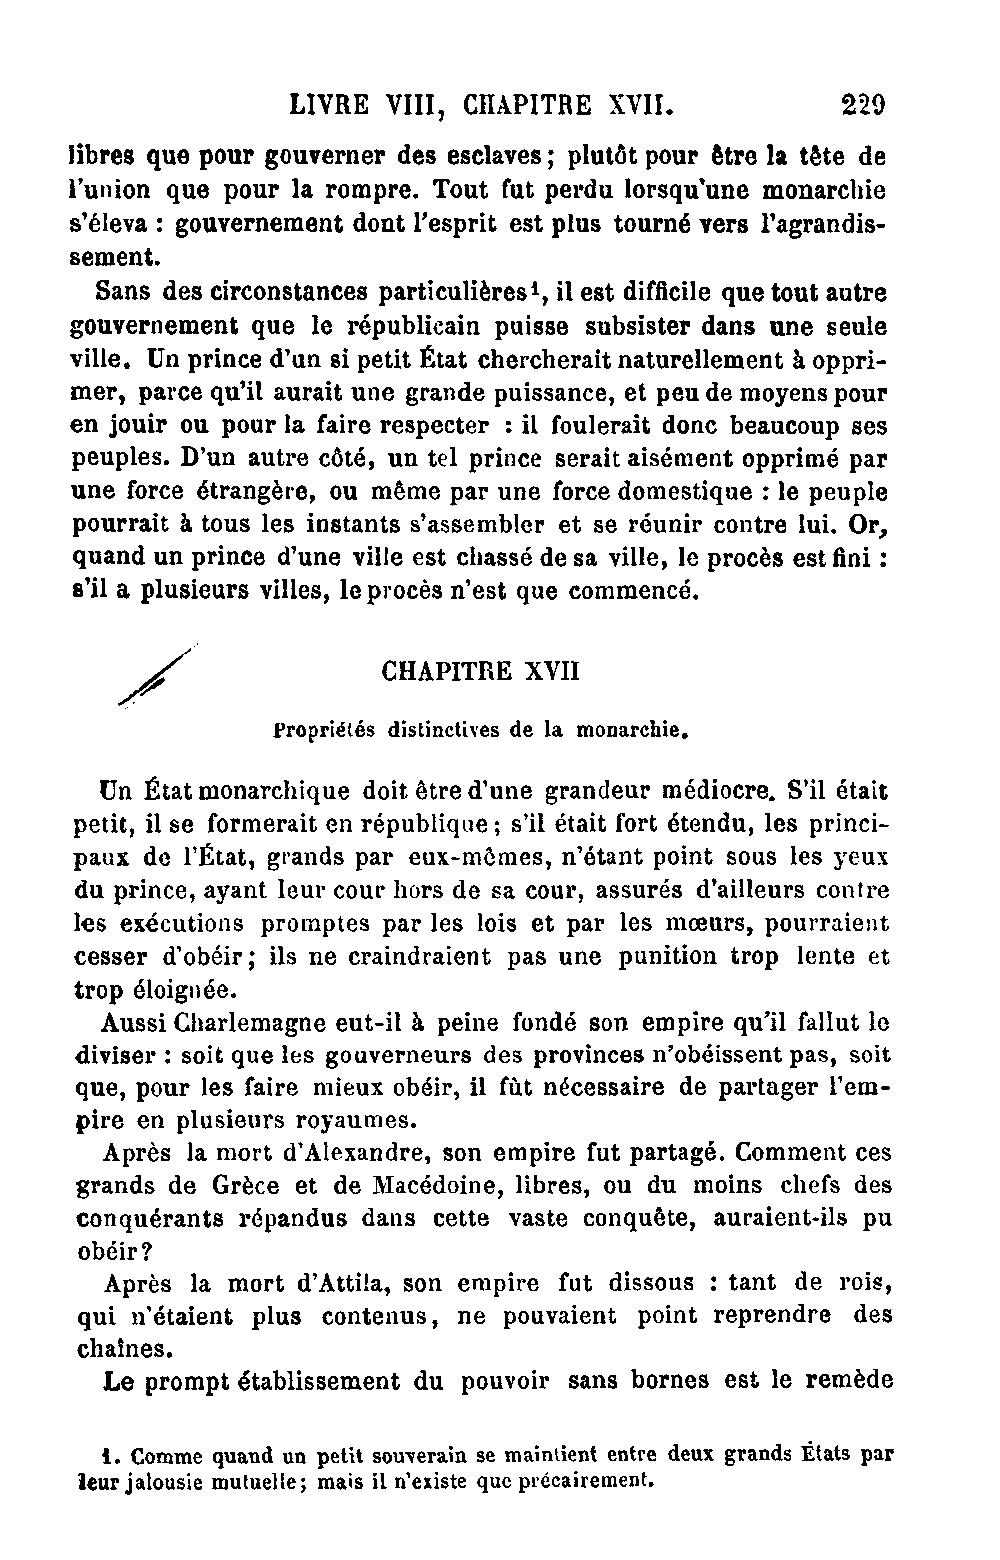 LIVRE VIII, CHAPITRE XVII. 229
libres que pour gouverner des esclaves; plutôt pour être la tête de
l'union que pour la rompre. Tout fut perdu lorsqu'une monarchie
s'éleva : gouvernement dont l'esprit est plus tourné vers l'agrandis-
sement.
Sans des circonstances particulières¹, il est difficile que tout autre
gouvernement que le républicain puisse subsister dans une seule
ville. Un prince d'un si petit État chercherait naturellement à oppri-
mer, parce qu'il aurait une grande puissance, et peu de moyens pour
en jouir ou pour la faire respecter : il foulerait donc beaucoup ses
peuples. D'un autre côté, un tel prince serait aisément opprimé par
une force étrangère, ou même par une force domestique : le peuple
pourrait à tous les instants s'assembler et se réunir contre lui. Or,
quand un prince d'une ville est chassé de sa ville, le procès est fini :
s'il a plusieurs villes, le procès n'est que commencé.
CHAPITRE XVII
Propriétés distinctives de la monarchie.
Un État monarchique doit être d'une grandeur médiocre. S'il était
petit, il se formerait en république; s'il était fort étendu, les princi-
paux de l'État, grands par eux-mêmes, n'étant point sous les yeux
du prince, ayant leur cour hors de sa cour, assurés d'ailleurs contre
les exécutions promptes par les lois et par les mœurs, pourraient
cesser d'obéir; ils ne craindraient pas une punition trop lente et
trop éloignée.
Aussi Charlemagne eut-il à peine fondé son empire qu'il fallut le
diviser : soit que les gouverneurs des provinces n'obéissent pas, soit
que, pour les faire mieux obéir, il fût nécessaire de partager l'em-
pire en plusieurs royaumes.
Après la mort d'Alexandre, son empire fut partagé. Comment ces
grands de Grèce et de Macédoine, libres, ou du moins chefs des
conquérants répandus dans cette vaste conquête, auraient-ils pu
obéir?
Après la mort d'Attila, son empire fut dissous : tant de rois,
qui n'étaient plus contenus, ne pouvaient point reprendre des
chaînes.
Le prompt établissement du pouvoir sans bornes est le remède
1. Comme quand un petit souverain se maintient entre deux grands États par
leur jalousie mutuelle; mais il n'existe que précairement.